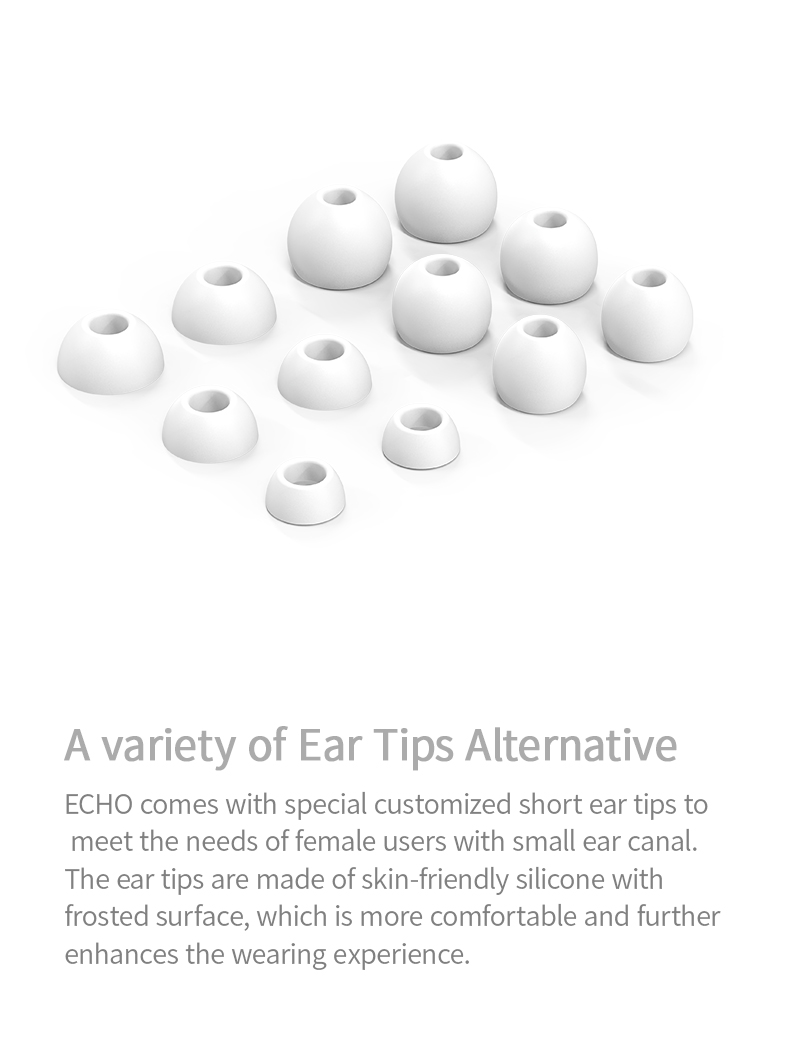 A variety of Ear Tips Alternative
ECHO comes with special customized short ear tips to
meet the needs of female users with small ear canal.
The ear tips are made of skin-friendly silicone with
frosted surface, which is more comfortable and further
enhances the wearing experience.